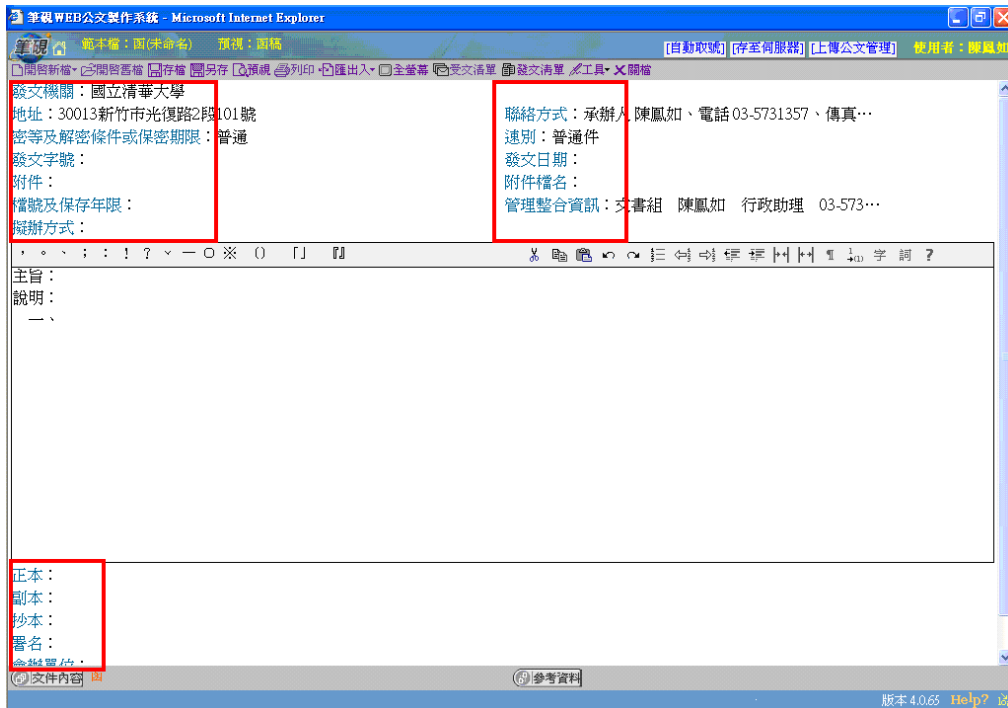 筆硯WEB公文製作系統 - Microsoft Internet Explorer
筆硯 範本檔：函(未命名) 預視：函稿 [自動取號] [存至伺服器] [上傳公文管理] 使用者：陳鳳如
開啟新檔 開啟舊檔 存檔 另存 預視 列印 匯出入 全螢幕 受文清單 發文清單 工具 關檔
發文機關：國立清華大學
地址：30013新竹市光復路2段101號 聯絡方式：承辦人 陳鳳如、電話 03-5731357、傳真…
密等及解密條件或保密期限：普通 速別：普通件
發文字號： 發文日期：
附件： 附件檔名：
檔號及保存年限： 管理整合資訊：文書組 陳鳳如 行政助理 03-573…
擬辦方式：
，。、；：！？ˇ—○※ () 「」 『』 ¶ (1) 字 詞 ?
主旨：
說明：
一、
正本：
副本：
抄本：
署名：
會辦單位：
文件內容 函 參考資料
版本 4.0.65 Help?